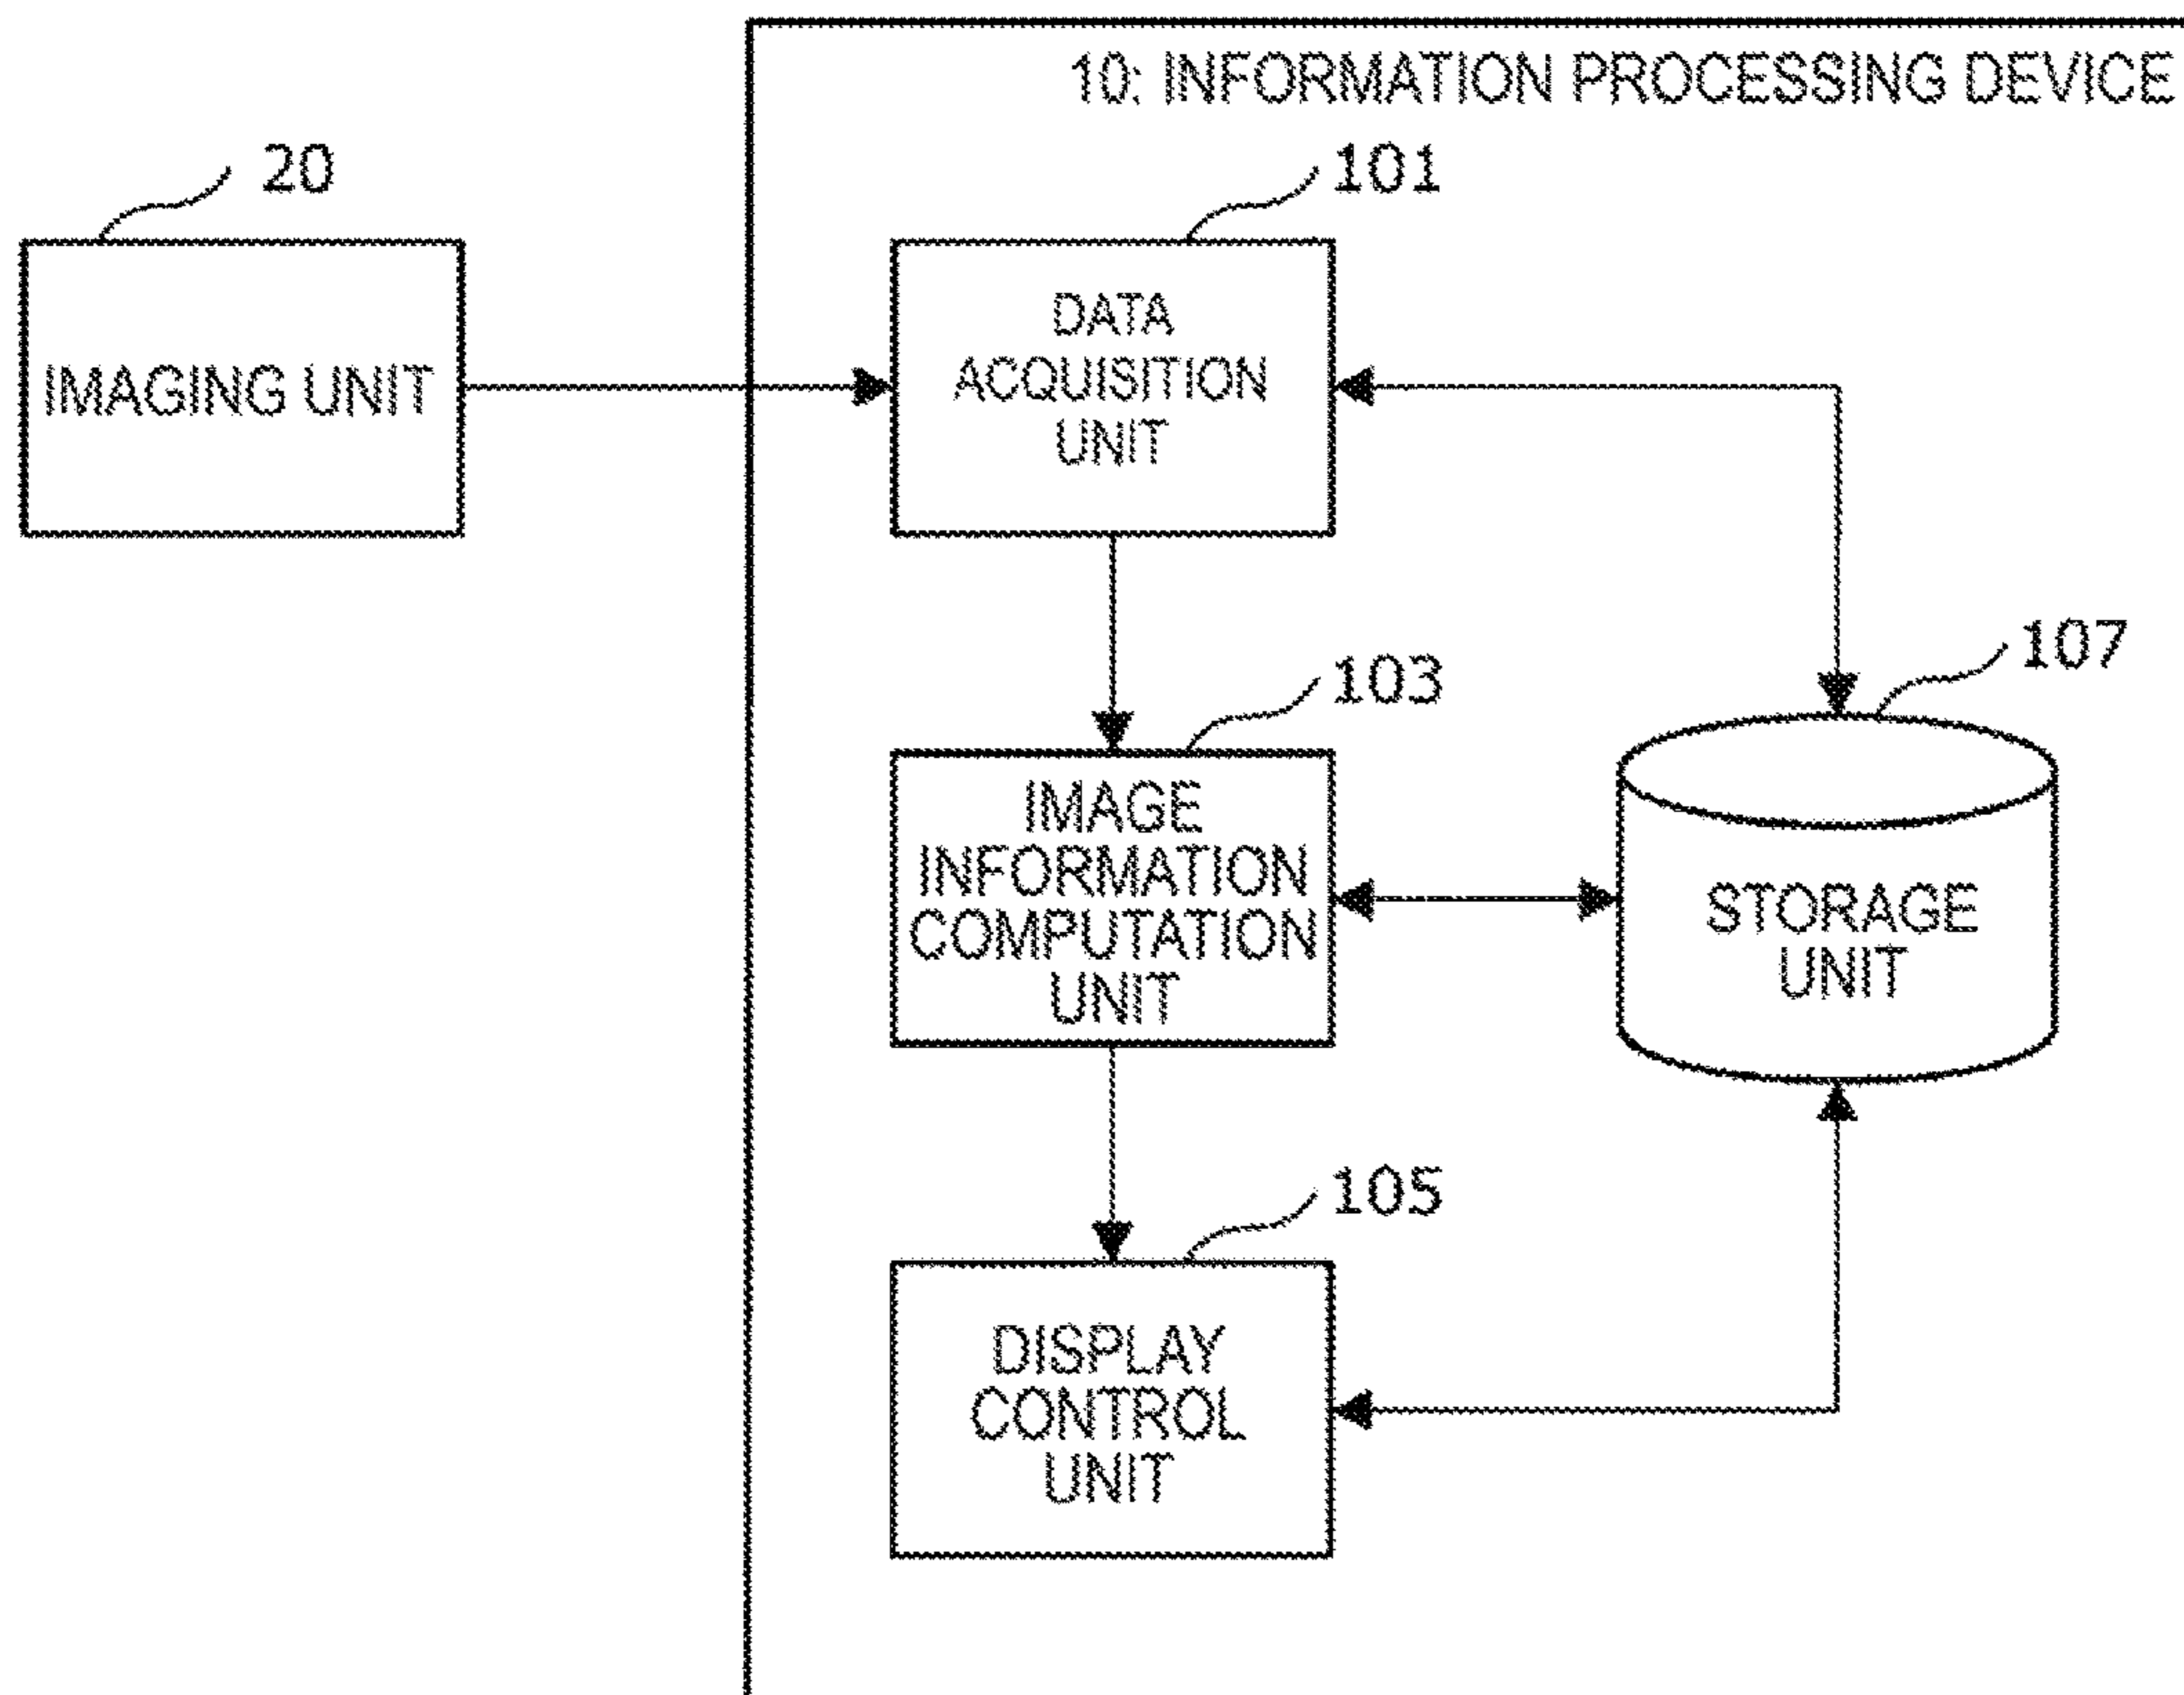 10: INFORMATION PROCESSING DEVICE
20
101
IMAGING UNIT
DATA
ACQUISITION
UNIT
103
107
IMAGE
INFORMATION
COMPUTATION
UNIT
STORAGE
UNIT
105
DISPLAY
CONTROL
UNIT